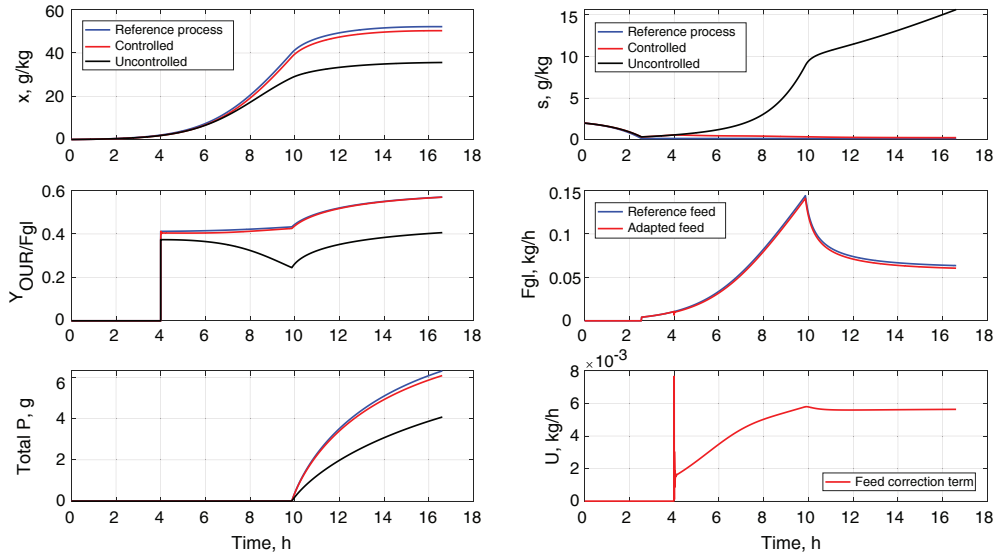 60
40
20
0
x, g/kg
Reference process
Controlled
Uncontrolled
0 2 4 6 8 10 12 14 16 18
15
10
5
0
s, g/kg
Reference process
Controlled
Uncontrolled
0 2 4 6 8 10 12 14 16 18
0.6
0.4
0.2
0
Y_OUR/Fgl
0 2 4 6 8 10 12 14 16 18
0.15
0.10
0.05
0
Fgl, kg/h
Reference feed
Adapted feed
0 2 4 6 8 10 12 14 16 18
6
4
2
0
Total P, g
0 2 4 6 8 10 12 14 16 18
Time, h
×10⁻³
8
6
4
2
0
U, kg/h
Feed correction term
0 2 4 6 8 10 12 14 16 18
Time, h